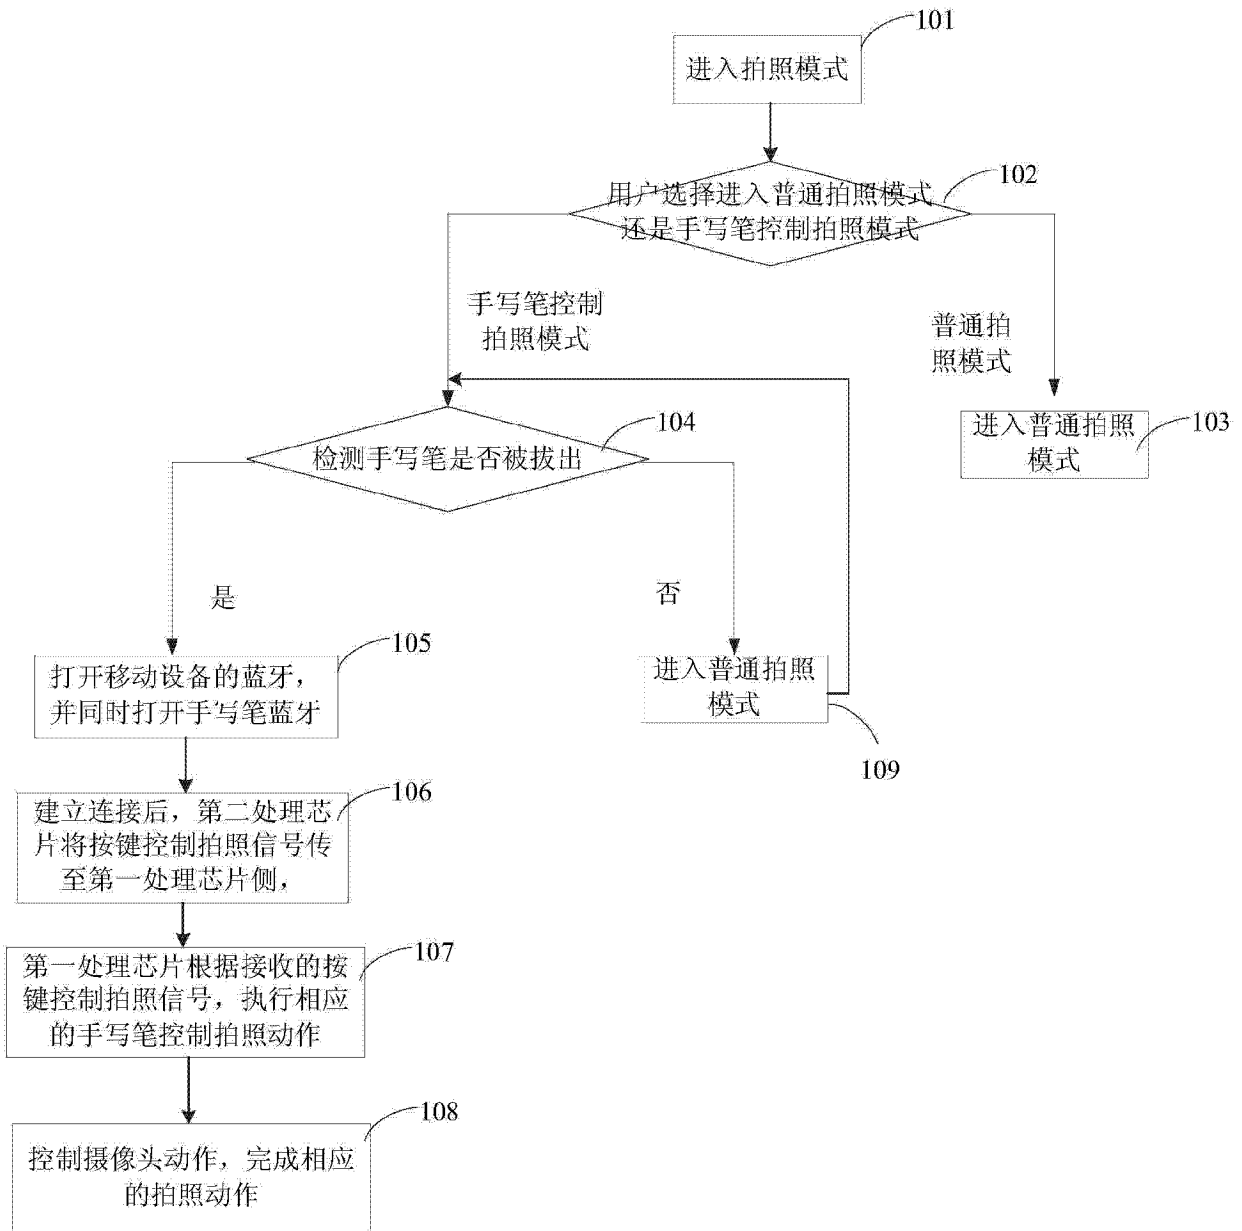 101
进入拍照模式
102
用户选择进入普通拍照模式
还是手写笔控制拍照模式
手写笔控制
拍照模式
普通拍
照模式
103
进入普通拍照
模式
104
检测手写笔是否被拔出
是
否
105
打开移动设备的蓝牙，
并同时打开手写笔蓝牙
进入普通拍照
模式
109
106
建立连接后，第二处理芯
片将按键控制拍照信号传
至第一处理芯片侧，
107
第一处理芯片根据接收的按
键控制拍照信号，执行相应
的手写笔控制拍照动作
108
控制摄像头动作，完成相应
的拍照动作